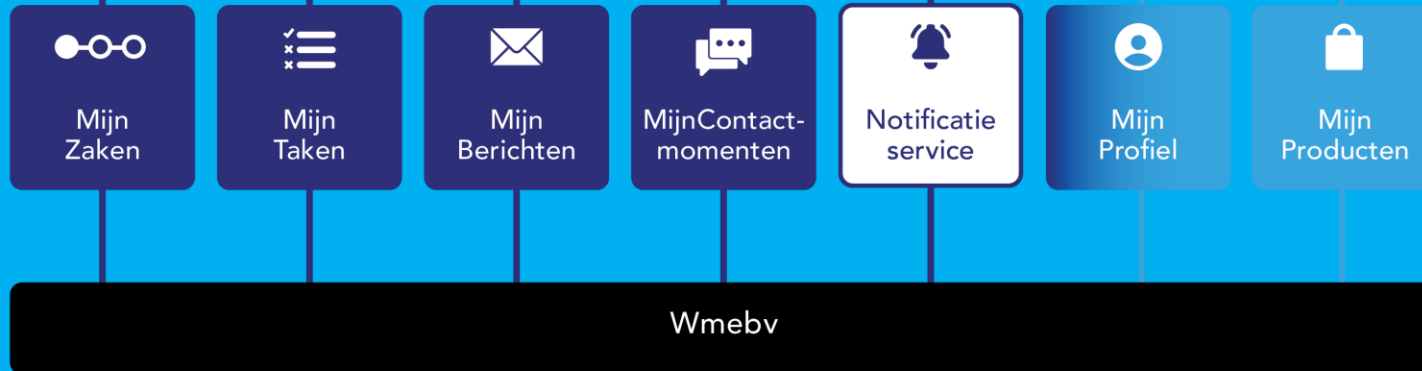 Mijn
Zaken
Mijn
Taken
Mijn
Berichten
MijnContact-
momenten
Notificatie
service
Mijn
Profiel
Mijn
Producten
Wmebv